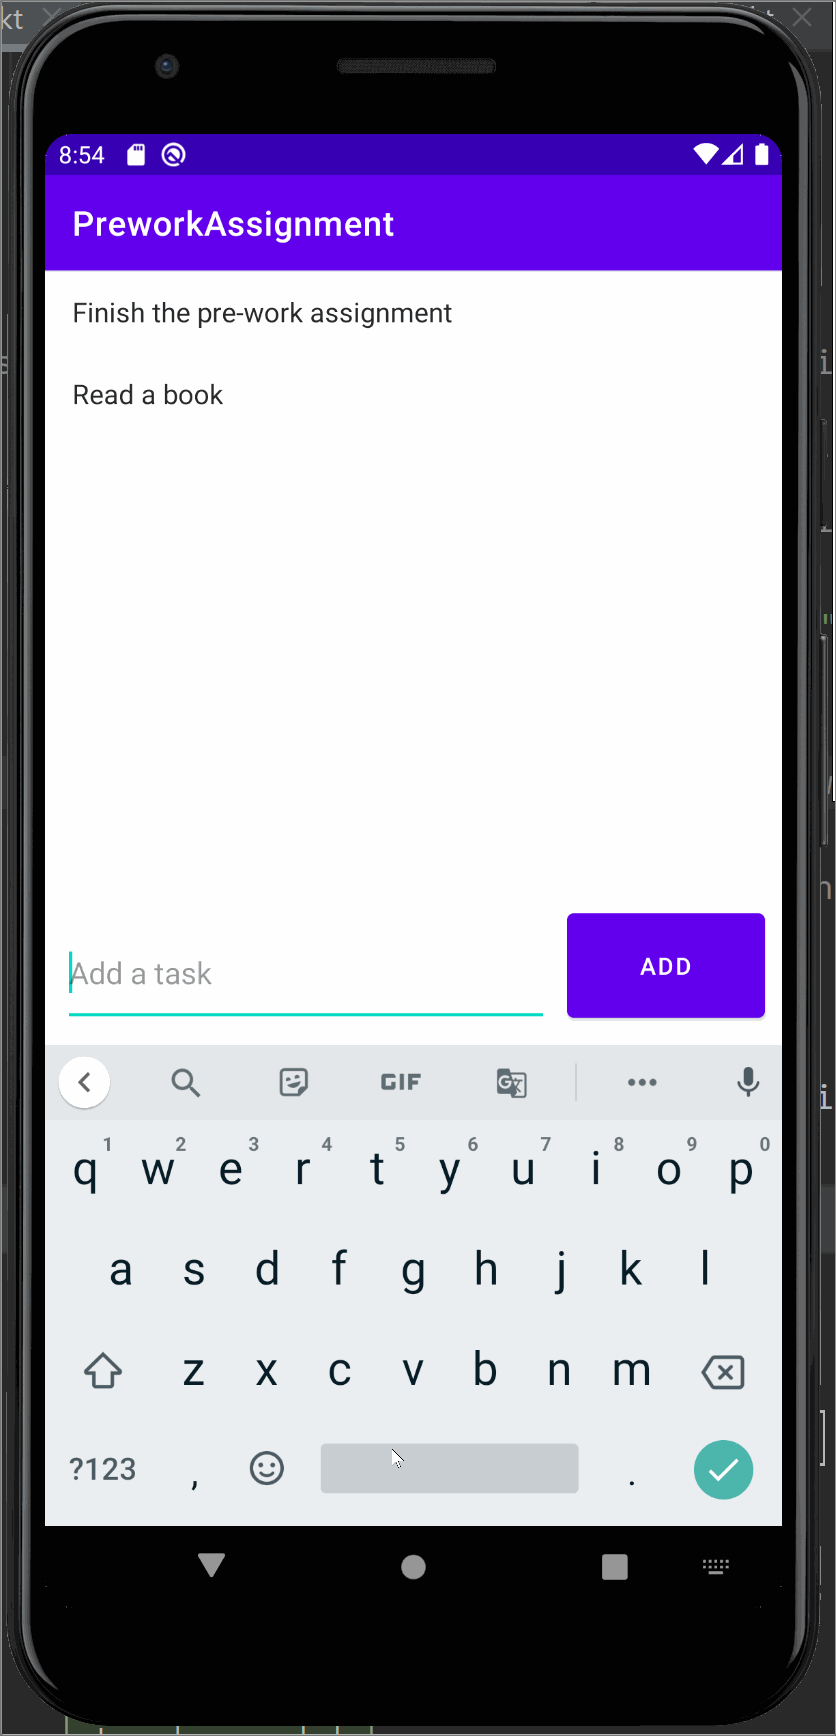 kt
8:54
PreworkAssignment
Finish the pre-work assignment
Read a book
Add a task
ADD
GIF
G
1 2 3 4 5 6 7 8 9 0
q w e r t y u i o p
a s d f g h j k l
z x c v b n m
?123 , .